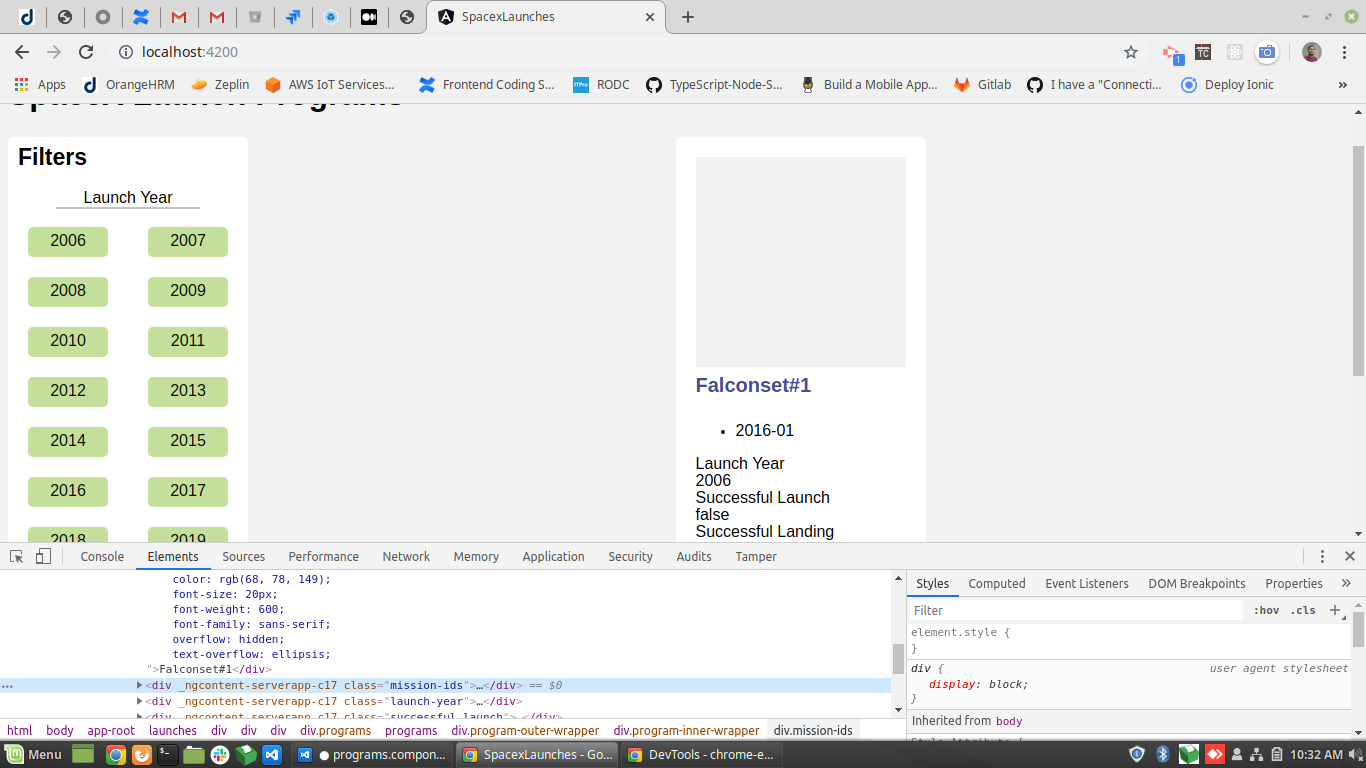 SpacexLaunches
localhost:4200
TC
1
Apps OrangeHRM Zeplin AWS IoT Services... Frontend Coding S... RODC TypeScript-Node-S... Build a Mobile App... Gitlab I have a "Connecti... Deploy Ionic »
SpaceX Launch Programs
Filters
Launch Year
2006 2007
2008 2009
2010 2011
2012 2013
2014 2015
2016 2017
2018 2019
Falconset#1
• 2016-01
Launch Year
2006
Successful Launch
false
Successful Landing
Console Elements Sources Performance Network Memory Application Security Audits Tamper
color: rgb(68, 78, 149);
font-size: 20px;
font-weight: 600;
font-family: sans-serif;
overflow: hidden;
text-overflow: ellipsis;
">Falconset#1</div>
<div _ngcontent-serverapp-c17 class="mission-ids">…</div> == $0
<div _ngcontent-serverapp-c17 class="launch-year">…</div>
<div _ngcontent-serverapp-c17 class="successful_launch">…</div>
html body app-root launches div div div div.programs programs div.program-outer-wrapper div.program-inner-wrapper div.mission-ids
Styles Computed Event Listeners DOM Breakpoints Properties »
Filter :hov .cls +
element.style {
}
div { user agent stylesheet
display: block;
}
Inherited from body
Style Attribute {
Menu programs.compon... SpacexLaunches - Go... DevTools - chrome-e... 10:32 AM